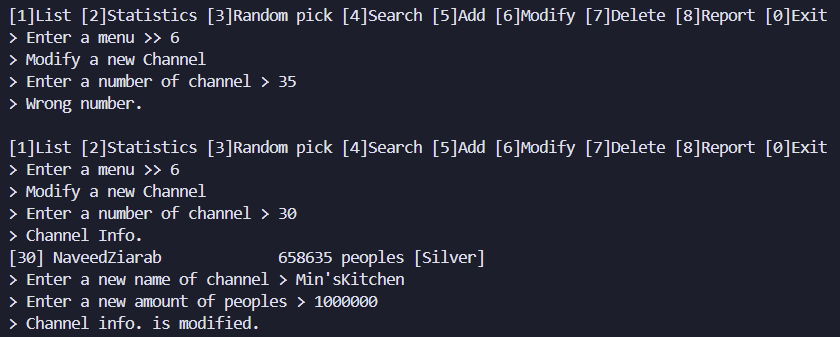 [1]List [2]Statistics [3]Random pick [4]Search [5]Add [6]Modify [7]Delete [8]Report [0]Exit
> Enter a menu >> 6
> Modify a new Channel
> Enter a number of channel > 35
> Wrong number.
[1]List [2]Statistics [3]Random pick [4]Search [5]Add [6]Modify [7]Delete [8]Report [0]Exit
> Enter a menu >> 6
> Modify a new Channel
> Enter a number of channel > 30
> Channel Info.
[30] NaveedZiarab             658635 peoples [Silver]
> Enter a new name of channel > Min'sKitchen
> Enter a new amount of peoples > 1000000
> Channel info. is modified.